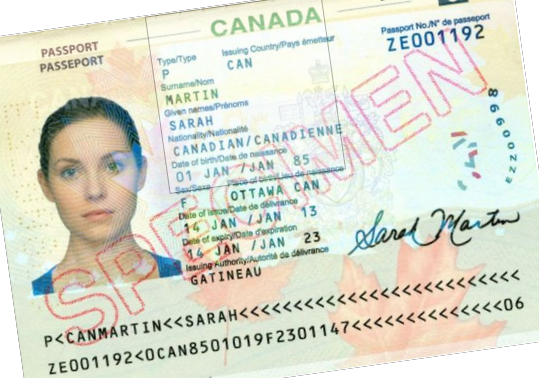 CANADA
PASSPORT
PASSEPORT
Type/Type Issuing Country/Pays émetteur
P CAN
Passport No./N° de passeport
ZE001192
Surname/Nom
MARTIN
Given names/Prénoms
SARAH
Nationality/Nationalité
CANADIAN/CANADIENNE
Date of birth/Date de naissance
01 JAN /JAN 85
Sex/Sexe Place of birth/Lieu de naissance
F OTTAWA CAN
Date of issue/Date de délivrance
14 JAN /JAN 13
Date of expiry/Date d'expiration
14 JAN /JAN 23
Issuing Authority/Autorité de délivrance
GATINEAU
Sarah Martin
SPECIMEN
P<CANMARTIN<<SARAH<<<<<<<<<<<<<<<<<<<<<<<<<<
ZE001192<0CAN8501019F2301147<<<<<<<<<<<<<<06